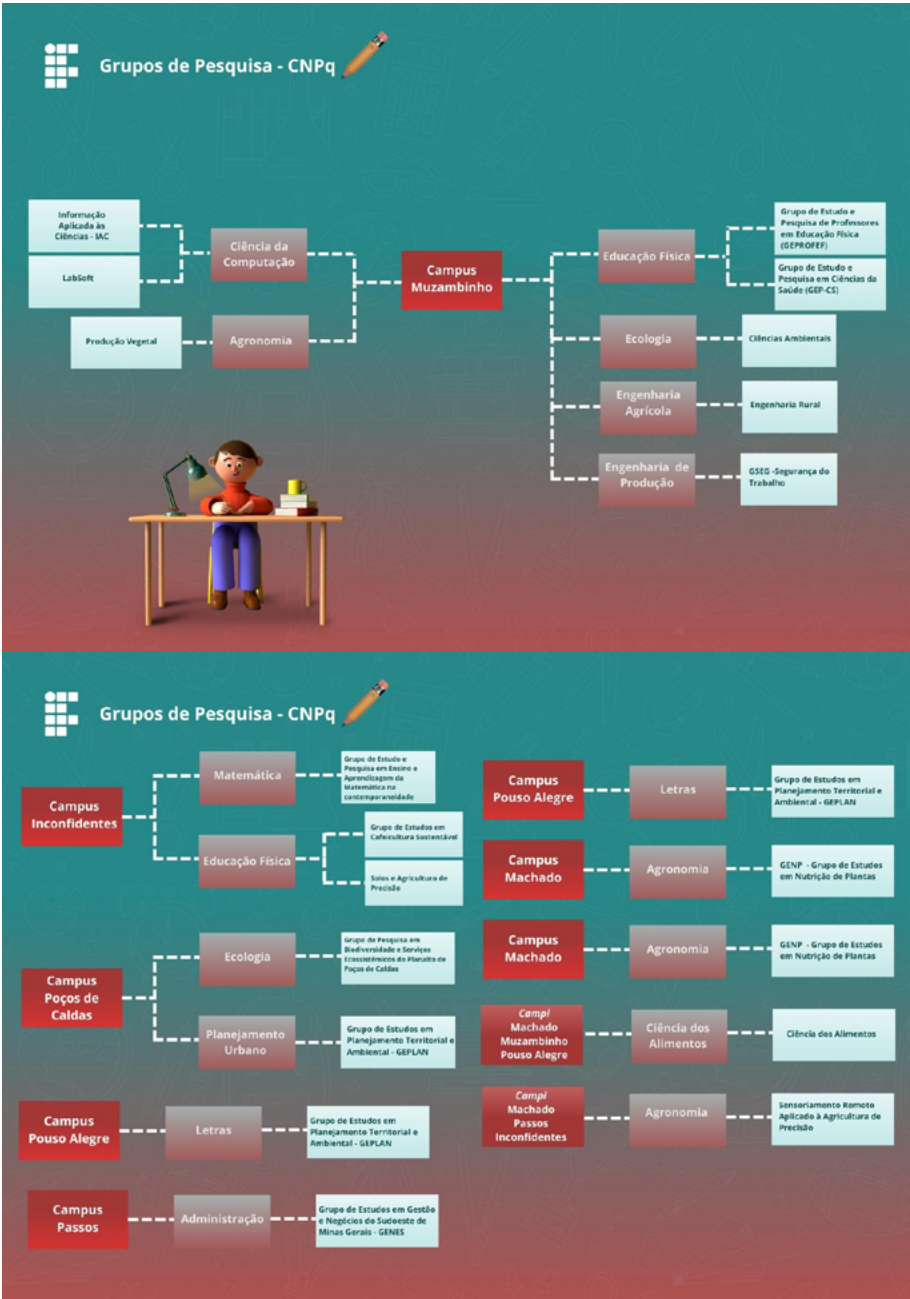 Grupos de Pesquisa - CNPq
Informação
Aplicada às
Ciências - IAC
LabSoft
Ciência da
Computação
Produção Vegetal
Agronomia
Campus
Muzambinho
Educação Física
Grupo de Estudo e
Pesquisa de Professores
em Educação Física
(GEPROFEF)
Grupo de Estudo e
Pesquisa em Ciências da
Saúde (GEP-CS)
Ecologia
Ciências Ambientais
Engenharia
Agrícola
Engenharia Rural
Engenharia de
Produção
GSEG -Segurança do
Trabalho
Grupos de Pesquisa - CNPq
Campus
Inconfidentes
Matemática
Grupo de Estudo e
Pesquisa em Ensino e
Aprendizagem da
Matemática na
contemporaneidade
Educação Física
Grupo de Estudos em
Cafeicultura Sustentável
Solos e Agricultura de
Precisão
Campus
Poços de
Caldas
Ecologia
Grupo de Pesquisa em
Biodiversidade e Serviços
Ecossistêmicos do Planalto de
Poços de Caldas
Planejamento
Urbano
Grupo de Estudos em
Planejamento Territorial e
Ambiental - GEPLAN
Campus
Pouso Alegre
Letras
Grupo de Estudos em
Planejamento Territorial e
Ambiental - GEPLAN
Campus
Passos
Administração
Grupo de Estudos em Gestão
e Negócios do Sudoeste de
Minas Gerais - GENES
Campus
Pouso Alegre
Letras
Grupo de Estudos em
Planejamento Territorial e
Ambiental - GEPLAN
Campus
Machado
Agronomia
GENP - Grupo de Estudos
em Nutrição de Plantas
Campus
Machado
Agronomia
GENP - Grupo de Estudos
em Nutrição de Plantas
Campi
Machado
Muzambinho
Pouso Alegre
Ciência dos
Alimentos
Ciência dos Alimentos
Campi
Machado
Passos
Inconfidentes
Agronomia
Sensoriamento Remoto
Aplicado à Agricultura de
Precisão